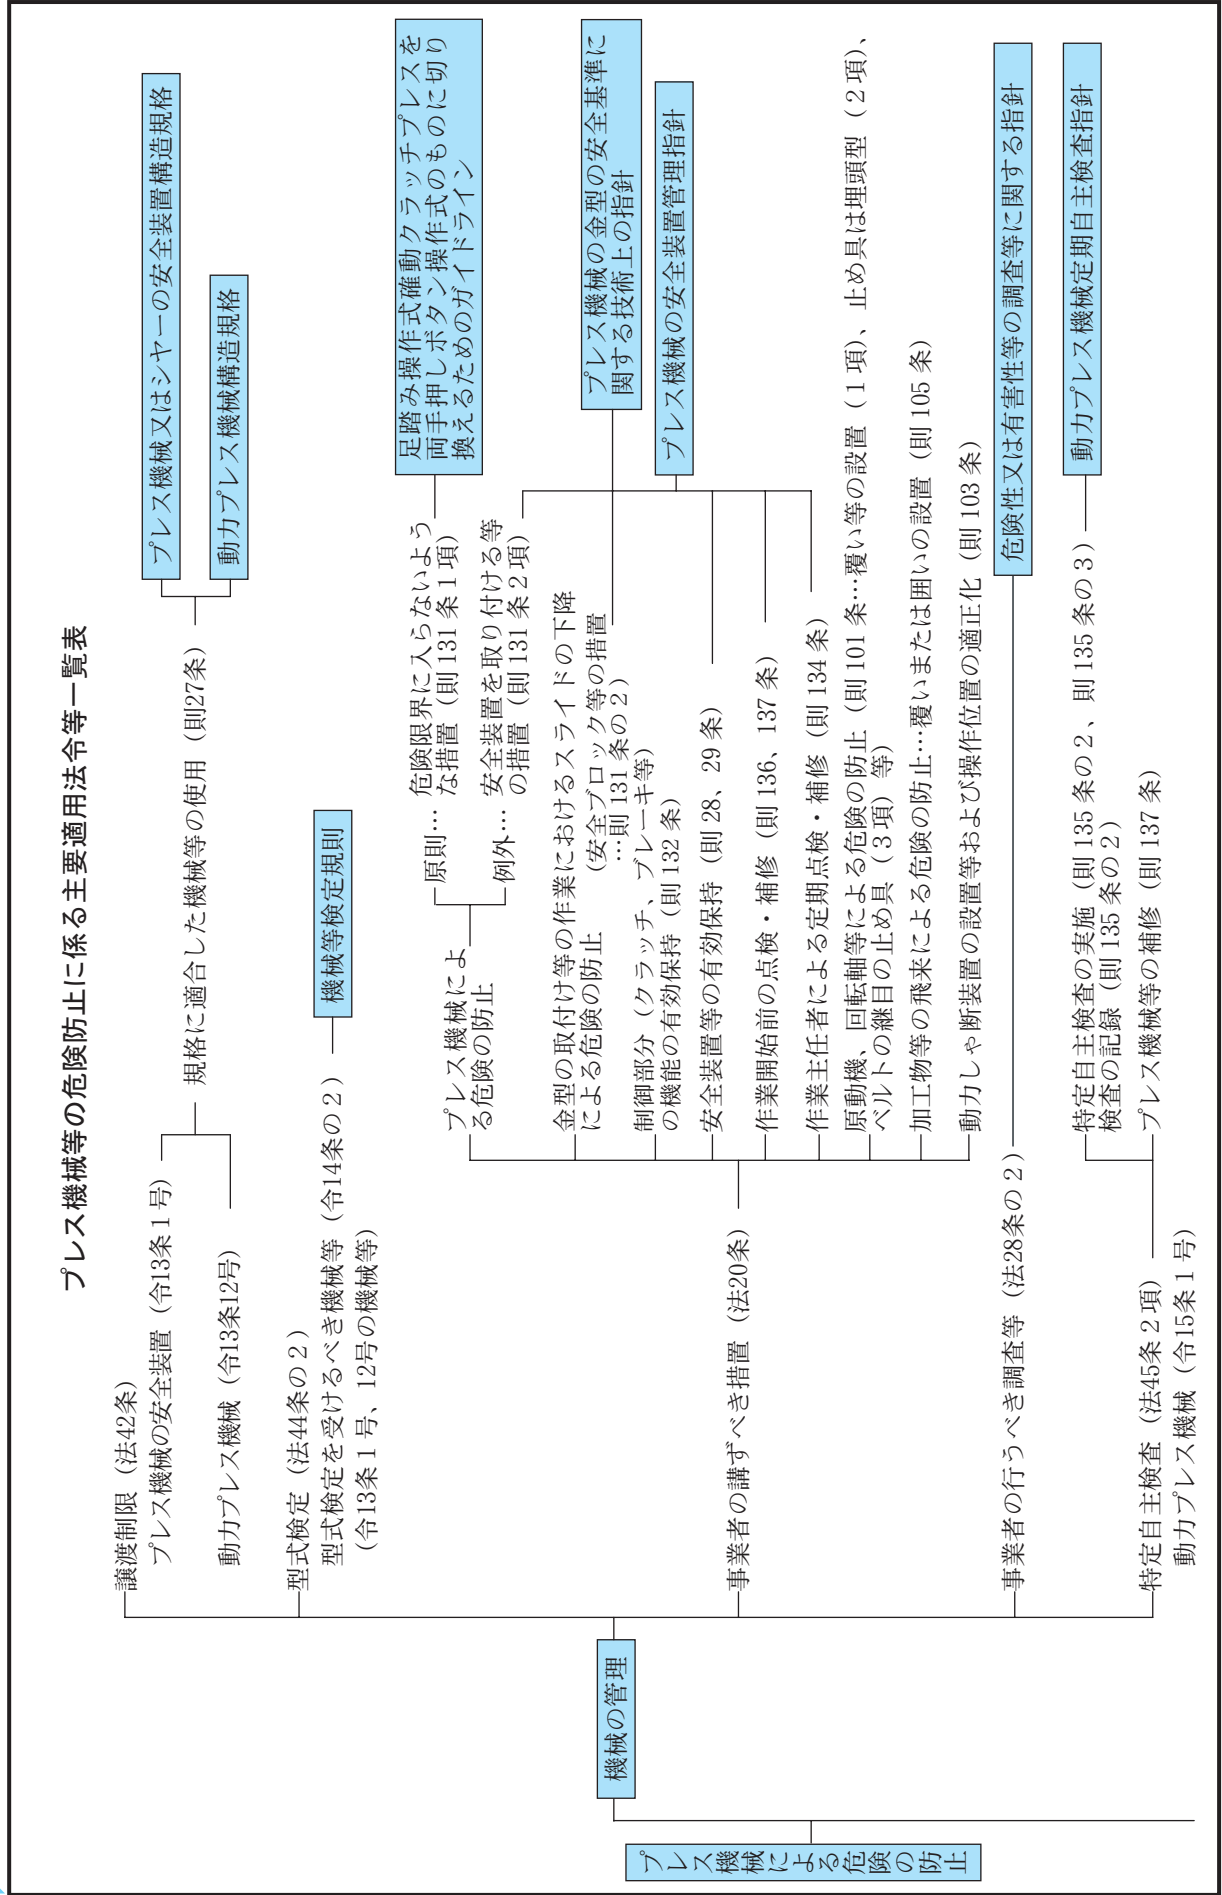 プレス機械等の危険防止に係る主要適用法令等一覧表
プレス機械による危険の防止
機械の管理
譲渡制限（法42条）
プレス機械の安全装置（令13条１号）
動力プレス機械（令13条12号）
規格に適合した機械等の使用（則27条）
プレス機械又はシャーの安全装置構造規格
動力プレス機械構造規格
型式検定（法44条の２）
型式検定を受けるべき機械等（令14条の２）
（令13条１号、12号の機械等）
機械等検定規則
事業者の講ずべき措置（法20条）
プレス機械によ
る危険の防止
原則…
危険限界に入らないよう
な措置（則131条１項）
足踏み操作式確動クラッチプレスを
両手押しボタン操作式のものに切り
換えるためのガイドライン
例外…
安全装置を取り付ける等
の措置（則131条２項）
金型の取付け等の作業におけるスライドの下降
による危険の防止　（安全ブロック等の措置
…則131条の２）
プレス機械の金型の安全基準に
関する技術上の指針
プレス機械の安全装置管理指針
制御部分（クラッチ、ブレーキ等）
の機能の有効保持（則132条）
安全装置等の有効保持（則28、29条）
作業開始前の点検・補修（則136、137条）
作業主任者による定期点検・補修（則134条）
原動機、回転軸等による危険の防止（則101条…覆い等の設置（１項）、止め具は埋頭型（２項）、
ベルトの継目の止め具（３項）等）
加工物等の飛来による危険の防止…覆いまたは囲いの設置（則105条）
動力しゃ断装置の設置等および操作位置の適正化（則103条）
事業者の行うべき調査等（法28条の２）
危険性又は有害性等の調査等に関する指針
特定自主検査（法45条２項）
動力プレス機械（令15条１号）
特定自主検査の実施（則135条の２、則135条の３）
検査の記録（則135条の２）
動力プレス機械定期自主検査指針
プレス機械等の補修（則137条）